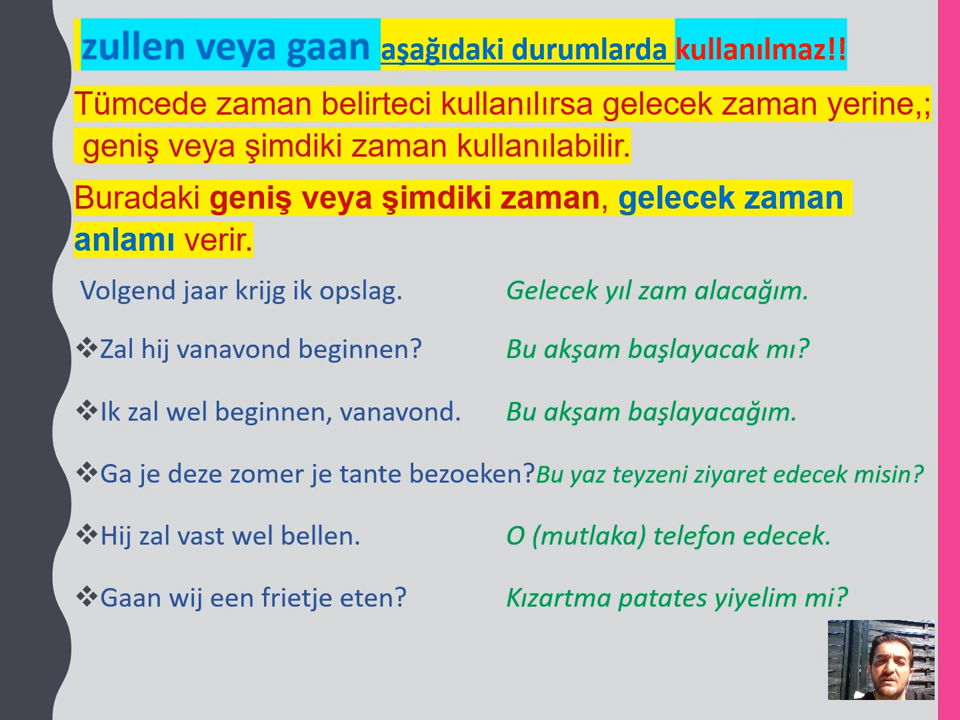 zullen veya gaan aşağıdaki durumlarda kullanılmaz!!
Tümcede zaman belirteci kullanılırsa gelecek zaman yerine,;
geniş veya şimdiki zaman kullanılabilir.
Buradaki geniş veya şimdiki zaman, gelecek zaman
anlamı verir.
Volgend jaar krijg ik opslag. Gelecek yıl zam alacağım.
❖Zal hij vanavond beginnen? Bu akşam başlayacak mı?
❖Ik zal wel beginnen, vanavond. Bu akşam başlayacağım.
❖Ga je deze zomer je tante bezoeken?Bu yaz teyzeni ziyaret edecek misin?
❖Hij zal vast wel bellen. O (mutlaka) telefon edecek.
❖Gaan wij een frietje eten? Kızartma patates yiyelim mi?